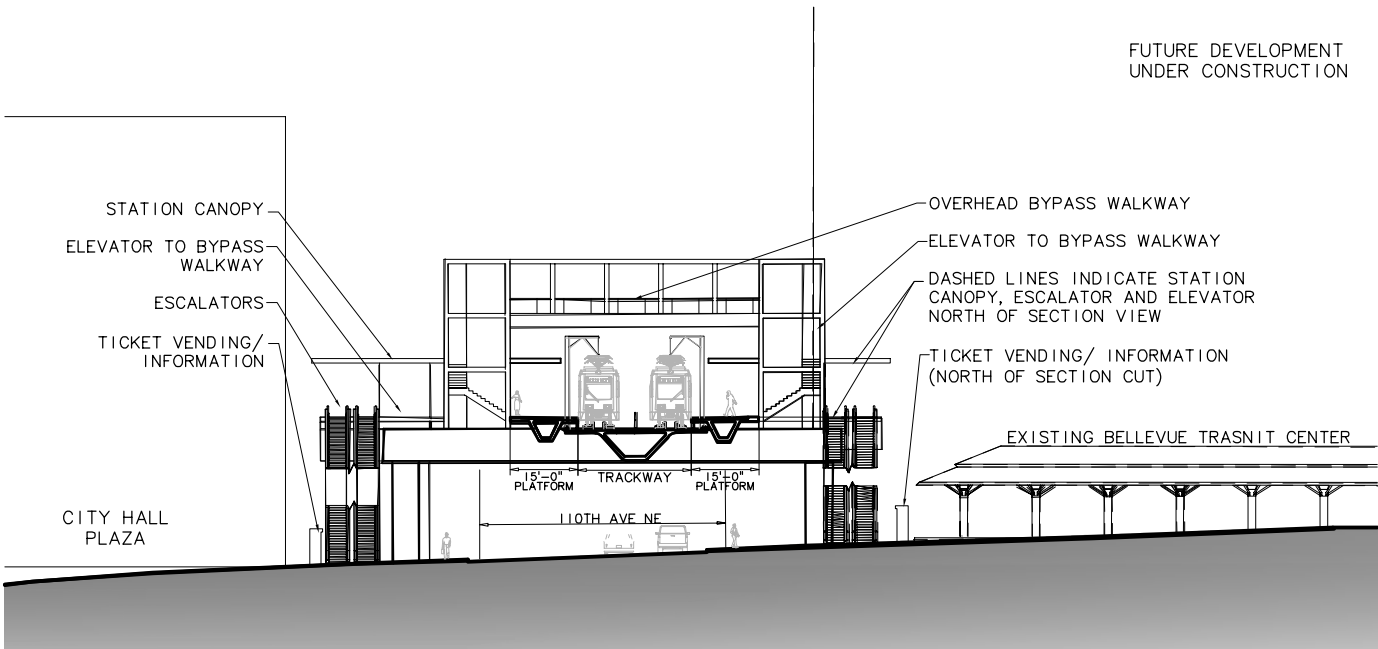 FUTURE DEVELOPMENT
UNDER CONSTRUCTION
STATION CANOPY
ELEVATOR TO BYPASS
WALKWAY
ESCALATORS
TICKET VENDING/
INFORMATION
OVERHEAD BYPASS WALKWAY
ELEVATOR TO BYPASS WALKWAY
DASHED LINES INDICATE STATION
CANOPY, ESCALATOR AND ELEVATOR
NORTH OF SECTION VIEW
TICKET VENDING/ INFORMATION
(NORTH OF SECTION CUT)
EXISTING BELLEVUE TRASNIT CENTER
15'-0"
PLATFORM
TRACKWAY
15'-0"
PLATFORM
110TH AVE NE
CITY HALL
PLAZA